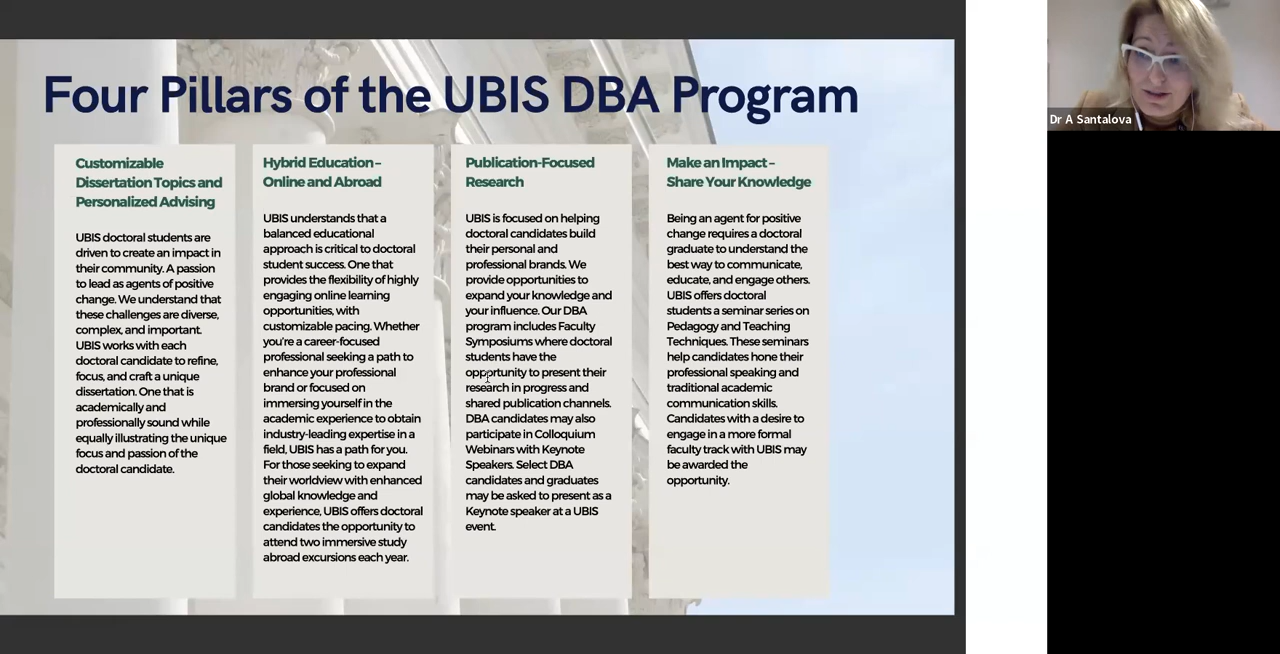 Four Pillars of the UBIS DBA Program
Customizable
Dissertation Topics and
Personalized Advising
UBIS doctoral students are
driven to create an impact in
their community. A passion
to lead as agents of positive
change. We understand that
these challenges are diverse,
complex, and important.
UBIS works with each
doctoral candidate to refine,
focus, and craft a unique
dissertation. One that is
academically and
professionally sound while
equally illustrating the unique
focus and passion of the
doctoral candidate.
Hybrid Education –
Online and Abroad
UBIS understands that a
balanced educational
approach is critical to doctoral
student success. One that
provides the flexibility of highly
engaging online learning
opportunities, with
customizable pacing. Whether
you're a career-focused
professional seeking a path to
enhance your professional
brand or focused on
immersing yourself in the
academic experience to obtain
industry-leading expertise in a
field, UBIS has a path for you.
For those seeking to expand
their worldview with enhanced
global knowledge and
experience, UBIS offers doctoral
candidates the opportunity to
attend two immersive study
abroad excursions each year.
Publication-Focused
Research
UBIS is focused on helping
doctoral candidates build
their personal and
professional brands. We
provide opportunities to
expand your knowledge and
your influence. Our DBA
program includes Faculty
Symposiums where doctoral
students have the
opportunity to present their
research in progress and
shared publication channels.
DBA candidates may also
participate in Colloquium
Webinars with Keynote
Speakers. Select DBA
candidates and graduates
may be asked to present as a
Keynote speaker at a UBIS
event.
Make an Impact –
Share Your Knowledge
Being an agent for positive
change requires a doctoral
graduate to understand the
best way to communicate,
educate, and engage others.
UBIS offers doctoral
students a seminar series on
Pedagogy and Teaching
Techniques. These seminars
help candidates hone their
professional speaking and
traditional academic
communication skills.
Candidates with a desire to
engage in a more formal
faculty track with UBIS may
be awarded the
opportunity.
Dr A Santalova